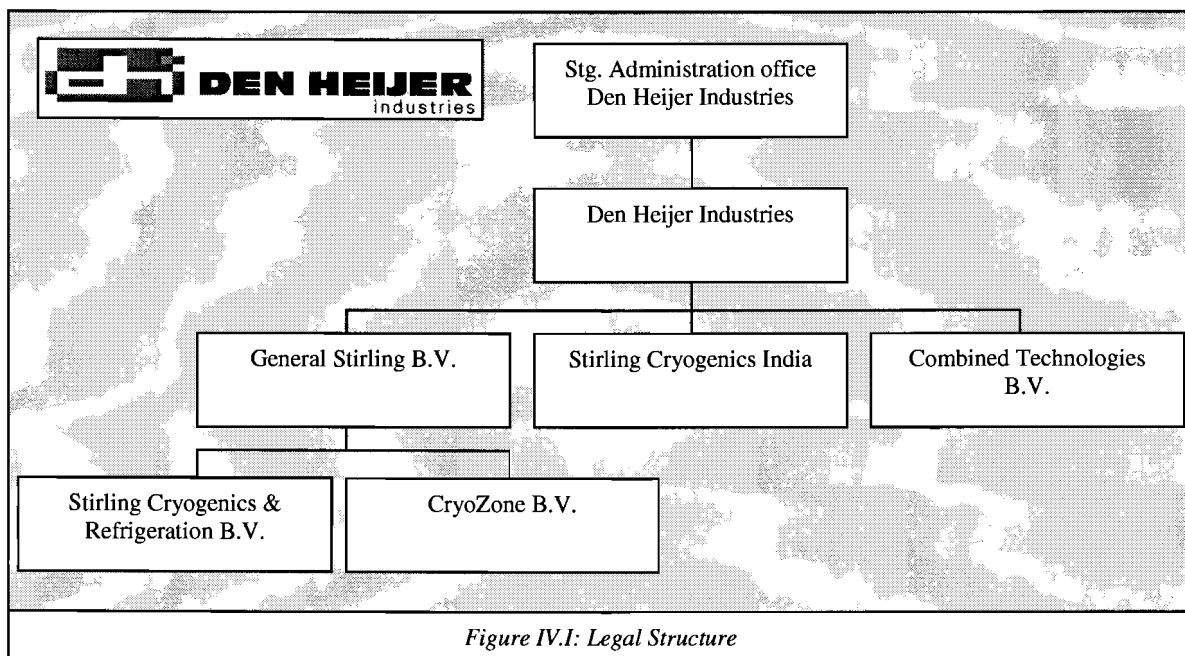 DEN HEIJER
industries
Stg. Administration office
Den Heijer Industries
Den Heijer Industries
General Stirling B.V.
Stirling Cryogenics India
Combined Technologies
B.V.
Stirling Cryogenics &
Refrigeration B.V.
CryoZone B.V.
Figure IV.I: Legal Structure